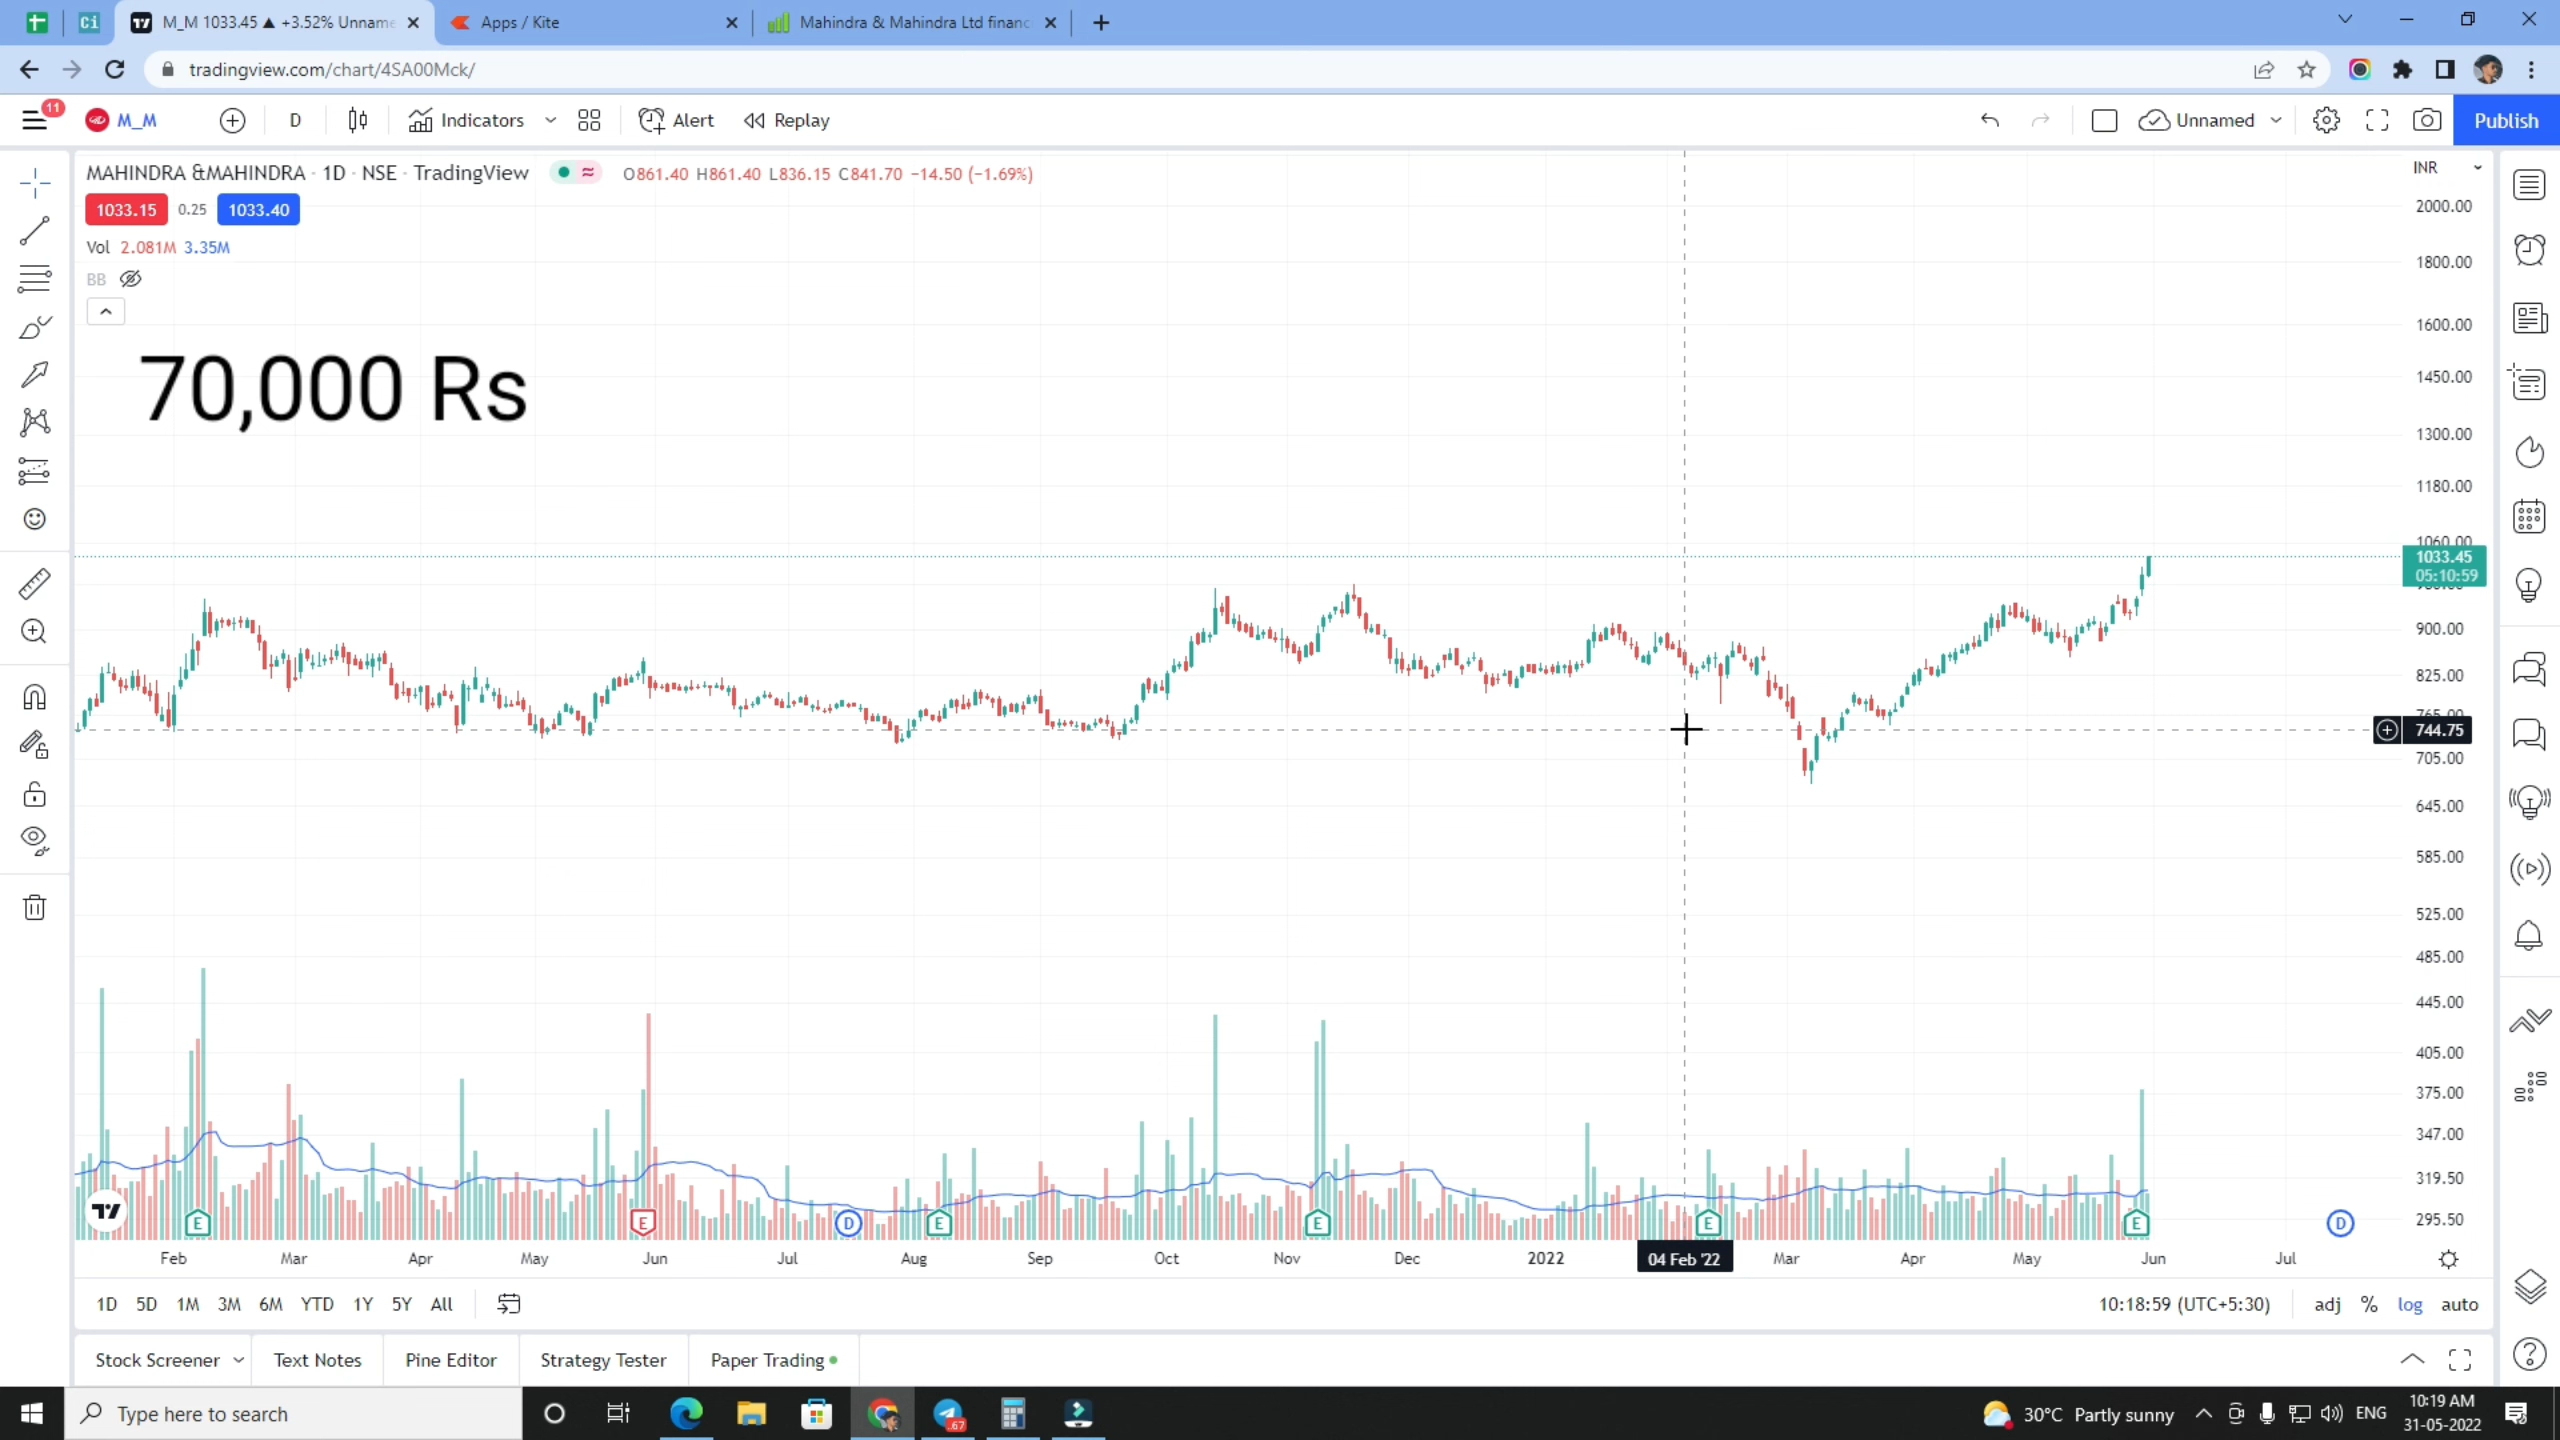 M_M 1033.45 ▲ +3.52% Unname
Apps / Kite
Mahindra & Mahindra Ltd financ
tradingview.com/chart/4SA00Mck/
11
M_M
D
Indicators
Alert
Replay
Unnamed
Publish
MAHINDRA &MAHINDRA · 1D · NSE · TradingView
O861.40 H861.40 L836.15 C841.70 −14.50 (−1.69%)
INR
1033.15
0.25
1033.40
Vol 2.081M 3.35M
BB
70,000 Rs
2000.00
1800.00
1600.00
1450.00
1300.00
1180.00
1060.00
1033.45
05:10:59
900.00
825.00
765.00
744.75
705.00
645.00
585.00
525.00
485.00
445.00
405.00
375.00
347.00
319.50
295.50
E
E
D
E
E
E
E
D
Feb
Mar
Apr
May
Jun
Jul
Aug
Sep
Oct
Nov
Dec
2022
04 Feb '22
Mar
Apr
May
Jun
Jul
1D 5D 1M 3M 6M YTD 1Y 5Y All
10:18:59 (UTC+5:30)
adj % log auto
Stock Screener
Text Notes
Pine Editor
Strategy Tester
Paper Trading
Type here to search
67
30°C Partly sunny
ENG
10:19 AM
31-05-2022